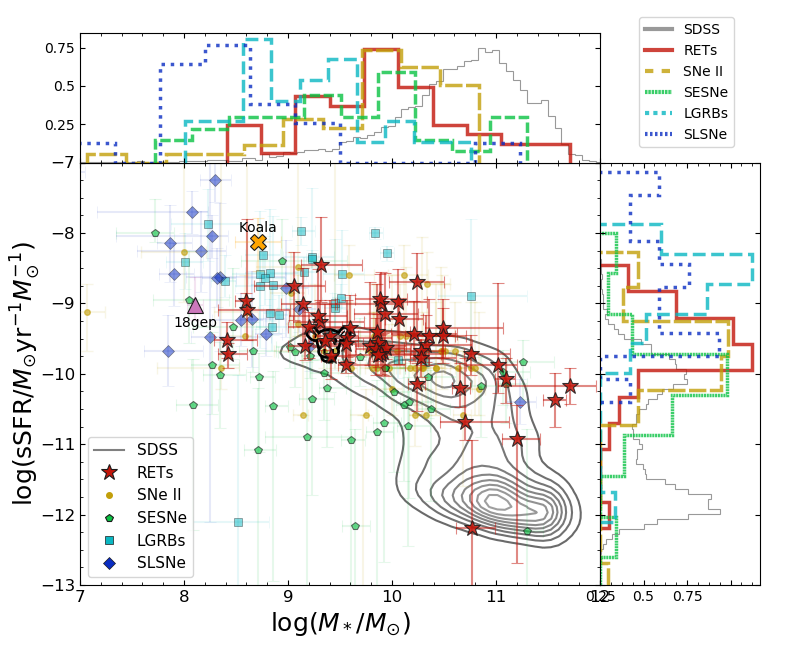 SDSS
RETs
SNe II
SESNe
LGRBs
SLSNe
0.75
0.5
0.25
−7
−8
−9
−10
−11
−12
−13
log(sSFR/M⊙yr⁻¹M⊙⁻¹)
Koala
18gep
SDSS
RETs
SNe II
SESNe
LGRBs
SLSNe
7 8 9 10 11 12
0.25 0.5 0.75
log(M*/M⊙)